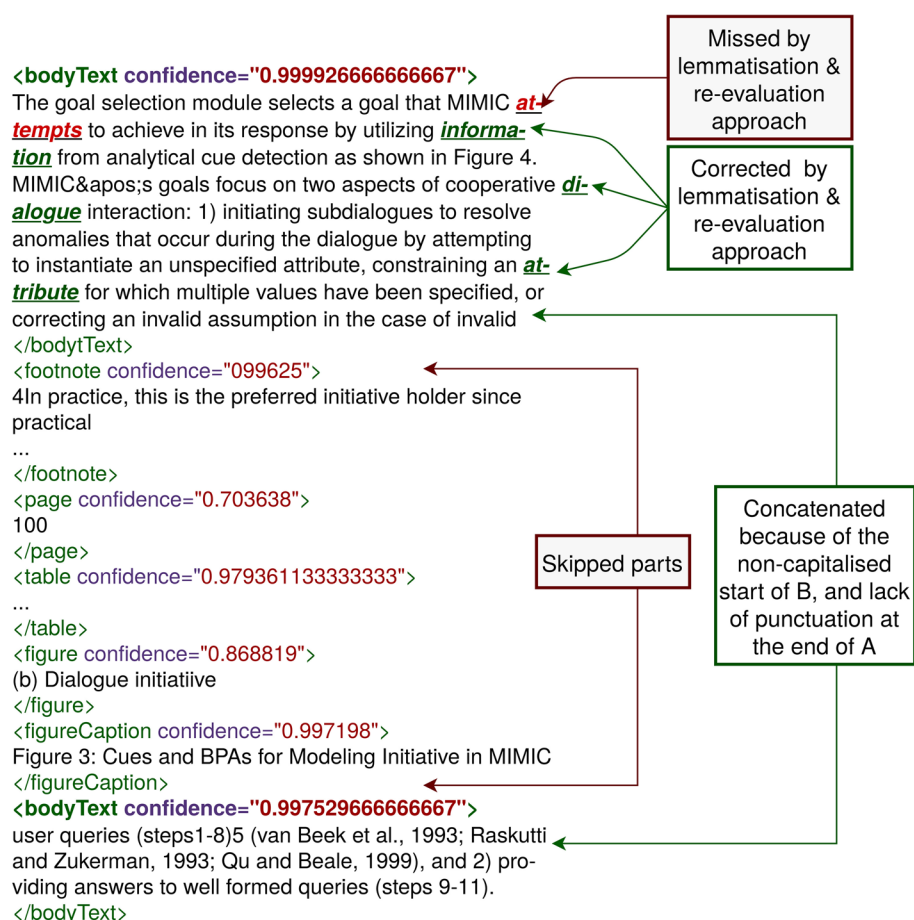 <bodyText confidence="0.999926666666667">
The goal selection module selects a goal that MIMIC at-
tempts to achieve in its response by utilizing informa-
tion from analytical cue detection as shown in Figure 4.
MIMIC&apos;s goals focus on two aspects of cooperative di-
alogue interaction: 1) initiating subdialogues to resolve
anomalies that occur during the dialogue by attempting
to instantiate an unspecified attribute, constraining an at-
tribute for which multiple values have been specified, or
correcting an invalid assumption in the case of invalid
</bodytText>
<footnote confidence="099625">
4In practice, this is the preferred initiative holder since
practical
...
</footnote>
<page confidence="0.703638">
100
</page>
<table confidence="0.979361133333333">
...
</table>
<figure confidence="0.868819">
(b) Dialogue initiatiive
</figure>
<figureCaption confidence="0.997198">
Figure 3: Cues and BPAs for Modeling Initiative in MIMIC
</figureCaption>
<bodyText confidence="0.997529666666667">
user queries (steps1-8)5 (van Beek et al., 1993; Raskutti
and Zukerman, 1993; Qu and Beale, 1999), and 2) pro-
viding answers to well formed queries (steps 9-11).
</bodyText>
Missed by
lemmatisation &
re-evaluation
approach
Corrected by
lemmatisation &
re-evaluation
approach
Skipped parts
Concatenated
because of the
non-capitalised
start of B, and lack
of punctuation at
the end of A